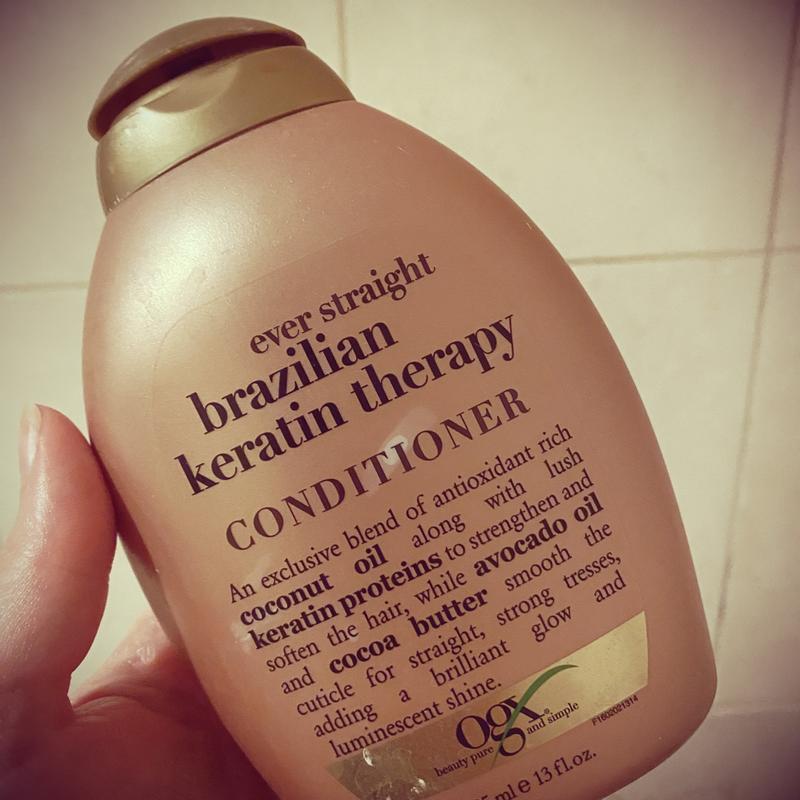 ever straight
brazilian
keratin therapy
CONDITIONER
An exclusive blend of antioxidant rich
coconut oil along with lush
keratin proteins to strengthen and
soften the hair, while avocado oil
and cocoa butter smooth the
cuticle for straight, strong tresses,
adding a brilliant glow and
luminescent shine.
Ogx®
beauty pure and simple
F1602021314
ml e 13 fl.oz.